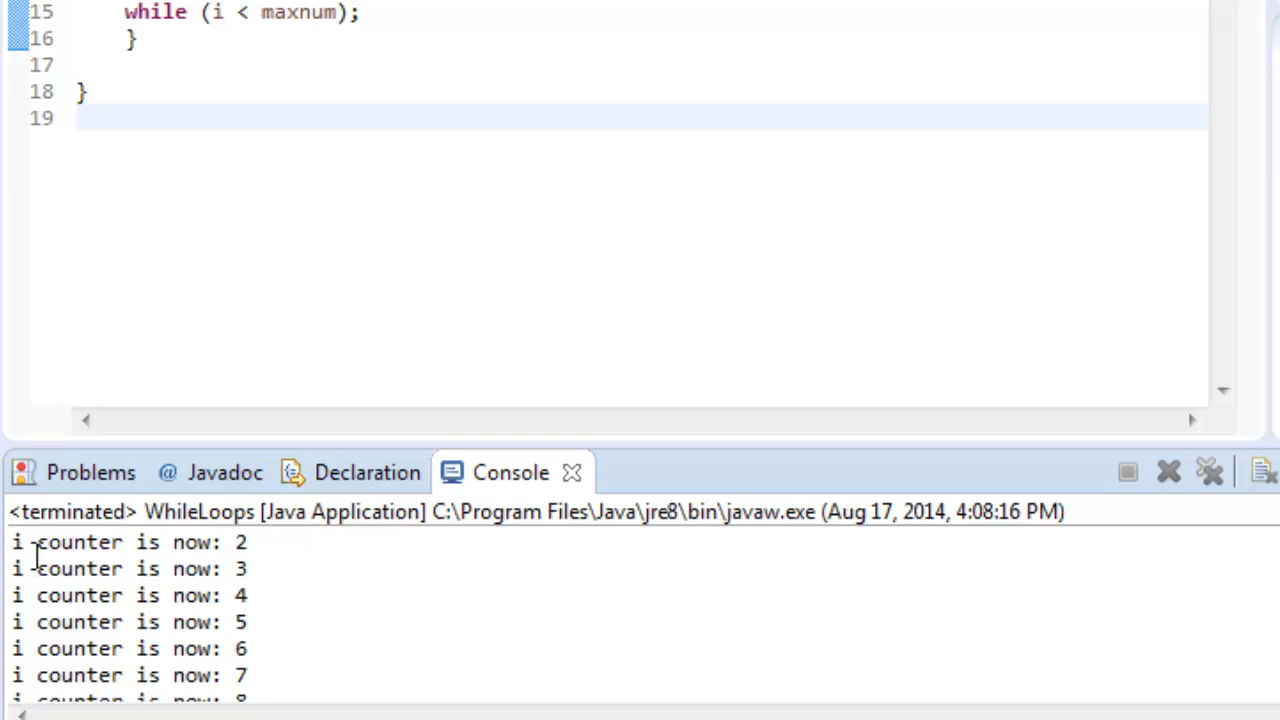 15    while (i < maxnum);
16    }
17
18 }
19
Problems @ Javadoc Declaration Console
<terminated> WhileLoops [Java Application] C:\Program Files\Java\jre8\bin\javaw.exe (Aug 17, 2014, 4:08:16 PM)
i counter is now: 2
i counter is now: 3
i counter is now: 4
i counter is now: 5
i counter is now: 6
i counter is now: 7
i counter is now: 8